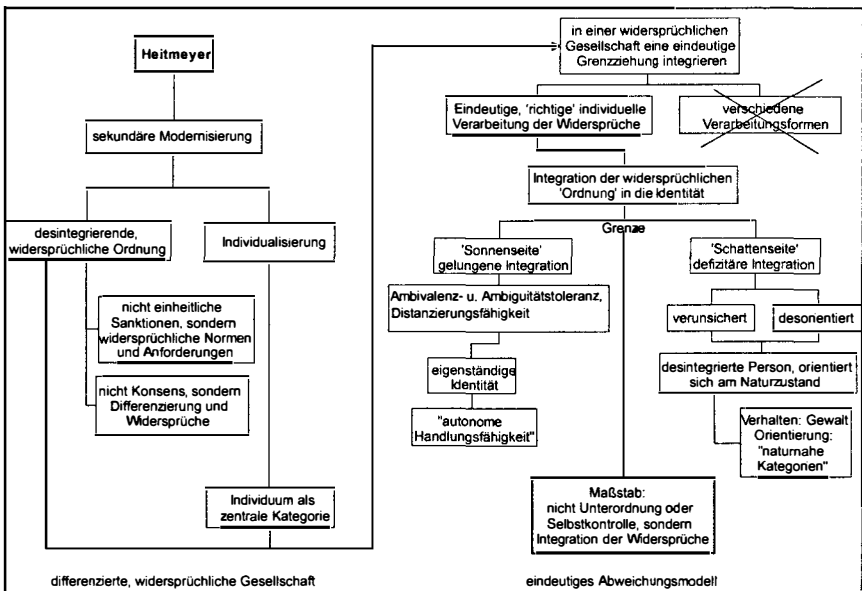 Heitmeyer
sekundäre Modernisierung
desintegrierende,
widersprüchliche Ordnung
Individualisierung
nicht einheitliche
Sanktionen, sondern
widersprüchliche Normen
und Anforderungen
nicht Konsens, sondern
Differenzierung und
Widersprüche
Individuum als
zentrale Kategorie
differenzierte, widersprüchliche Gesellschaft
in einer widersprüchlichen
Gesellschaft eine eindeutige
Grenzziehung integrieren
Eindeutige, 'richtige' individuelle
Verarbeitung der Widersprüche
verschiedene
Verarbeitungsformen
Integration der widersprüchlichen
'Ordnung' in die Identität
Grenze
'Sonnenseite'
gelungene Integration
Ambivalenz- u. Ambiguitätstoleranz,
Distanzierungsfähigkeit
eigenständige
Identität
"autonome
Handlungsfähigkeit"
'Schattenseite'
defizitäre Integration
verunsichert
desonentiert
desintegrierte Person, orientiert
sich am Naturzustand
Verhalten: Gewalt
Orientierung:
"naturnahe
Kategorien"
Maßstab:
nicht Unterordnung oder
Selbstkontrolle, sondern
Integration der Widersprüche
eindeutiges Abweichungsmodell